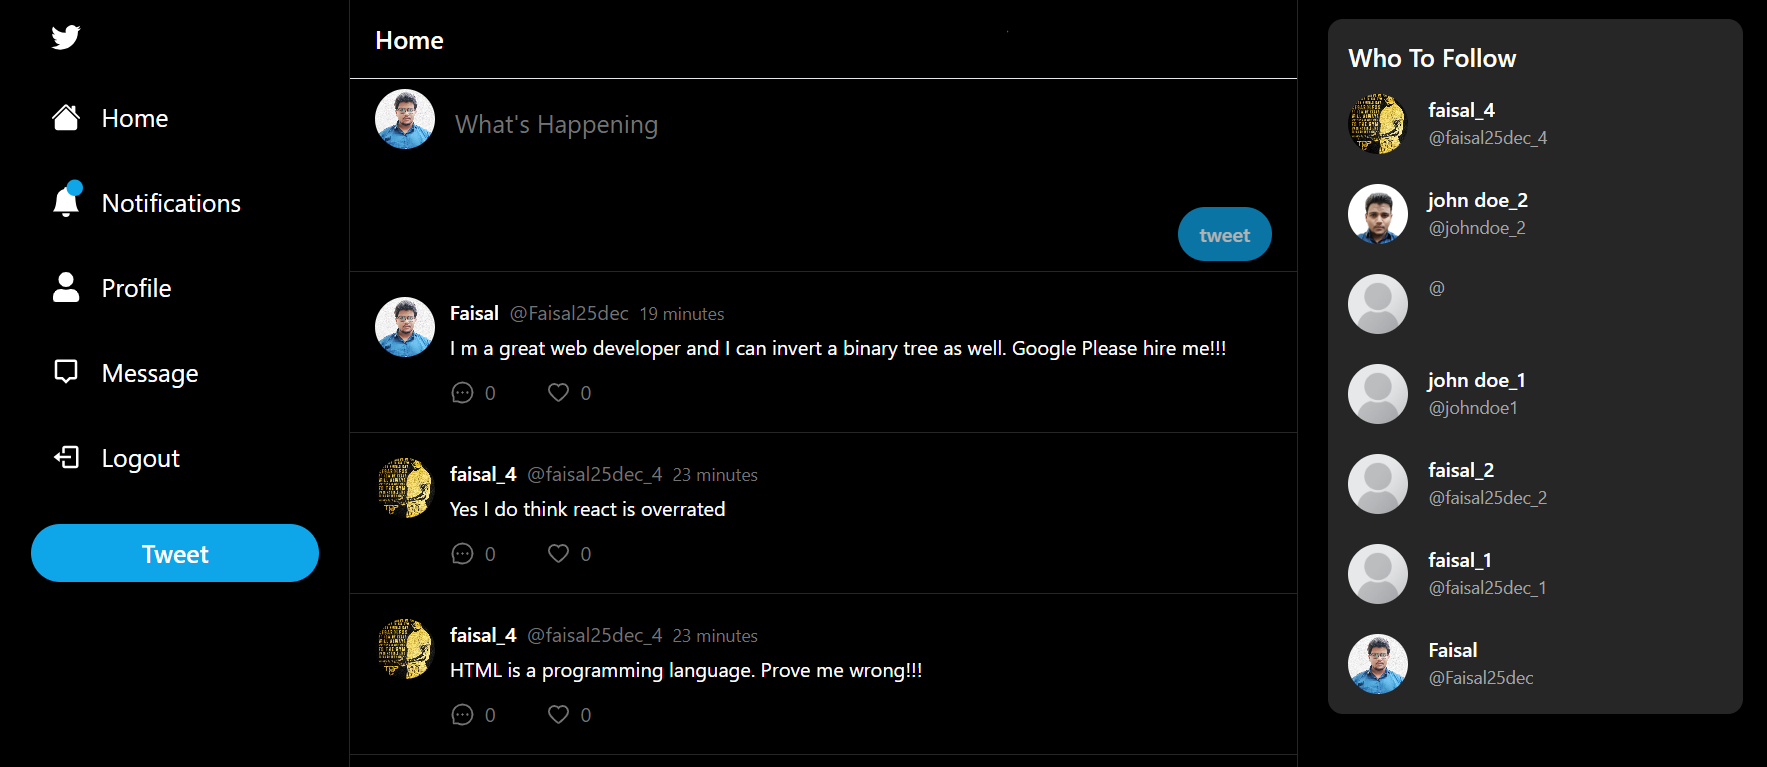 Home
Notifications
Profile
Message
Logout
Tweet
Home
What's Happening
tweet
Faisal @Faisal25dec 19 minutes
I m a great web developer and I can invert a binary tree as well. Google Please hire me!!!
0 0
faisal_4 @faisal25dec_4 23 minutes
Yes I do think react is overrated
0 0
faisal_4 @faisal25dec_4 23 minutes
HTML is a programming language. Prove me wrong!!!
0 0
Who To Follow
faisal_4
@faisal25dec_4
john doe_2
@johndoe_2
@
john doe_1
@johndoe1
faisal_2
@faisal25dec_2
faisal_1
@faisal25dec_1
Faisal
@Faisal25dec